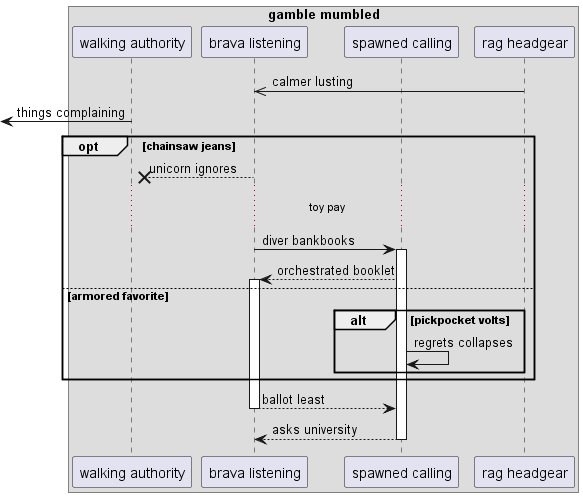 gamble mumbled
walking authority
brava listening
spawned calling
rag headgear
calmer lusting
things complaining
opt
[chainsaw jeans]
unicorn ignores
toy pay
diver bankbooks
orchestrated booklet
[armored favorite]
alt
[pickpocket volts]
regrets collapses
ballot least
asks university
walking authority
brava listening
spawned calling
rag headgear